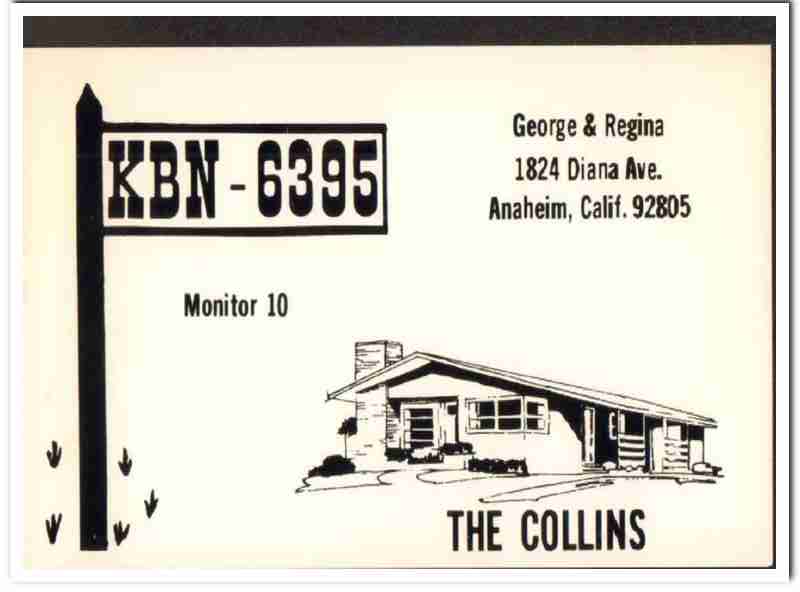 KBN - 6395
George & Regina
1824 Diana Ave.
Anaheim, Calif. 92805
Monitor 10
THE COLLINS